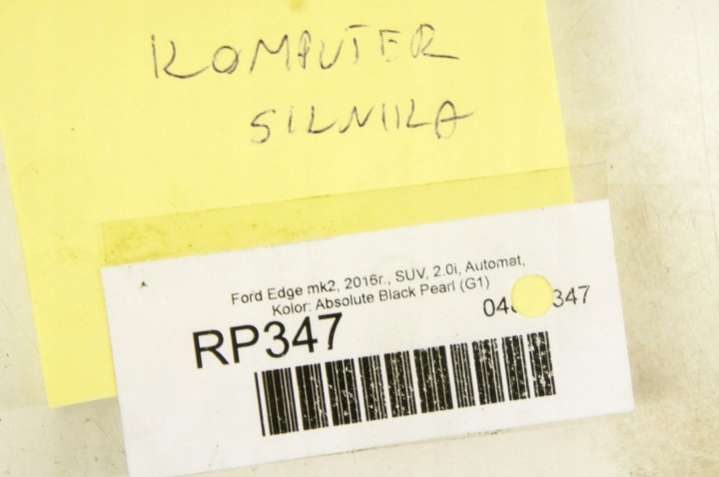 KOMPUTER
SILNIKA
Ford Edge mk2, 2016r., SUV, 2.0i, Automat,
Kolor: Absolute Black Pearl (G1)
RP347